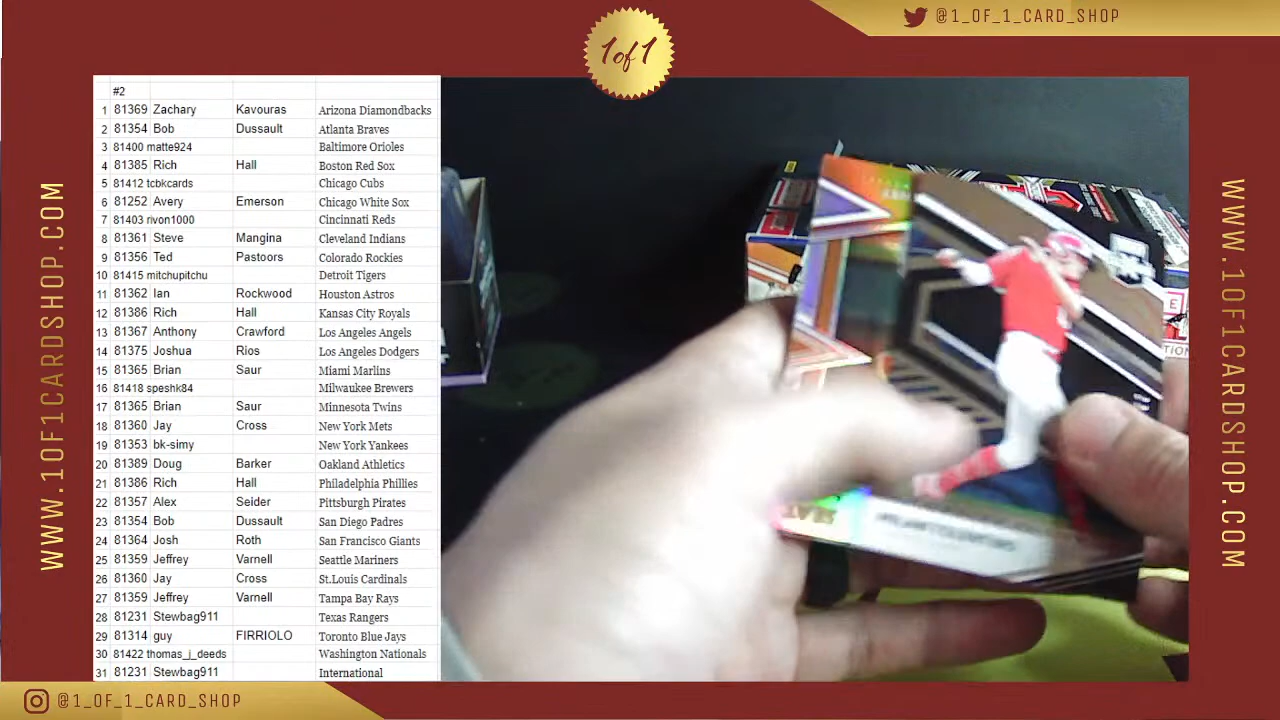 @1_OF_1_CARD_SHOP
1of1
#2
1 81369 Zachary Kavouras Arizona Diamondbacks
2 81354 Bob Dussault Atlanta Braves
3 81400 matte924 Baltimore Orioles
4 81385 Rich Hall Boston Red Sox
5 81412 tcbkcards Chicago Cubs
6 81252 Avery Emerson Chicago White Sox
7 81403 rivon1000 Cincinnati Reds
8 81361 Steve Mangina Cleveland Indians
9 81356 Ted Pastoors Colorado Rockies
10 81415 mitchupitchu Detroit Tigers
11 81362 Ian Rockwood Houston Astros
12 81386 Rich Hall Kansas City Royals
13 81367 Anthony Crawford Los Angeles Angels
14 81375 Joshua Rios Los Angeles Dodgers
15 81365 Brian Saur Miami Marlins
16 81418 speshk84 Milwaukee Brewers
17 81365 Brian Saur Minnesota Twins
18 81360 Jay Cross New York Mets
19 81353 bk-simy New York Yankees
20 81389 Doug Barker Oakland Athletics
21 81386 Rich Hall Philadelphia Phillies
22 81357 Alex Seider Pittsburgh Pirates
23 81354 Bob Dussault San Diego Padres
24 81364 Josh Roth San Francisco Giants
25 81359 Jeffrey Varnell Seattle Mariners
26 81360 Jay Cross St.Louis Cardinals
27 81359 Jeffrey Varnell Tampa Bay Rays
28 81231 Stewbag911 Texas Rangers
29 81314 guy FIRRIOLO Toronto Blue Jays
30 81422 thomas_j_deeds Washington Nationals
31 81231 Stewbag911 International
WWW.1OF1CARDSHOP.COM
WWW.1OF1CARDSHOP.COM
@1_OF_1_CARD_SHOP